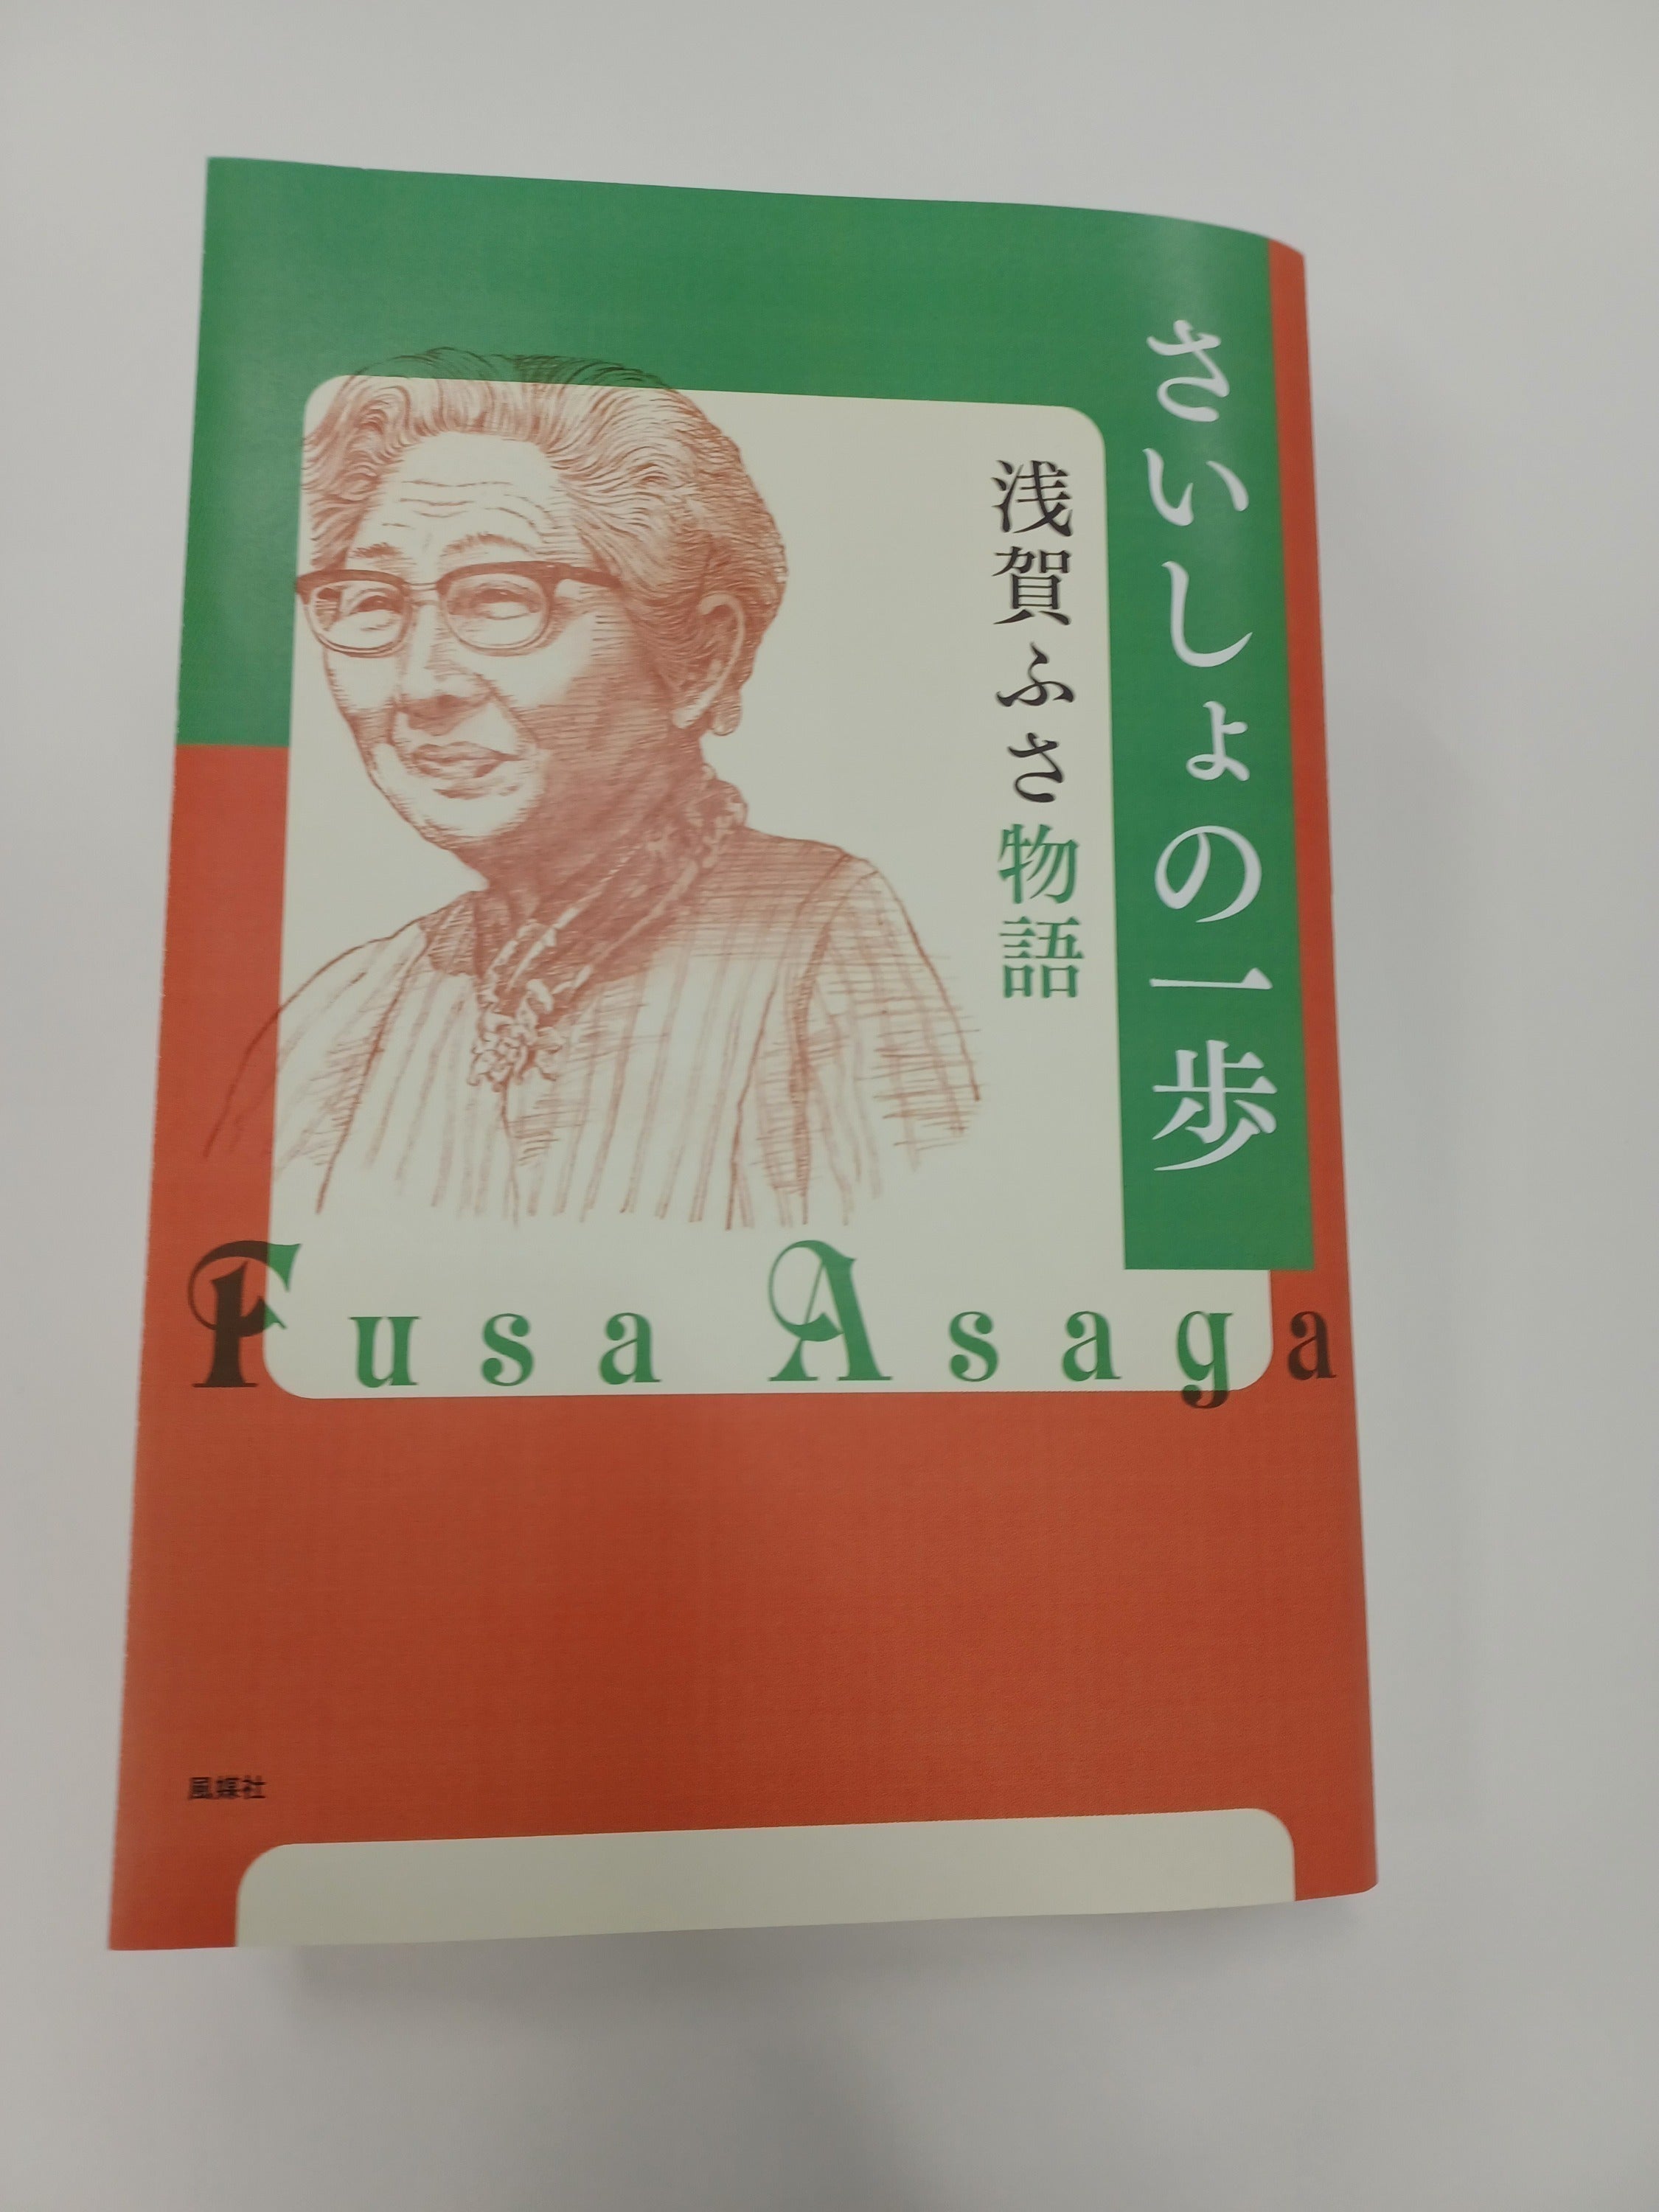 さいしょの一歩
浅賀ふさ物語
Fusa Asaga
風媒社